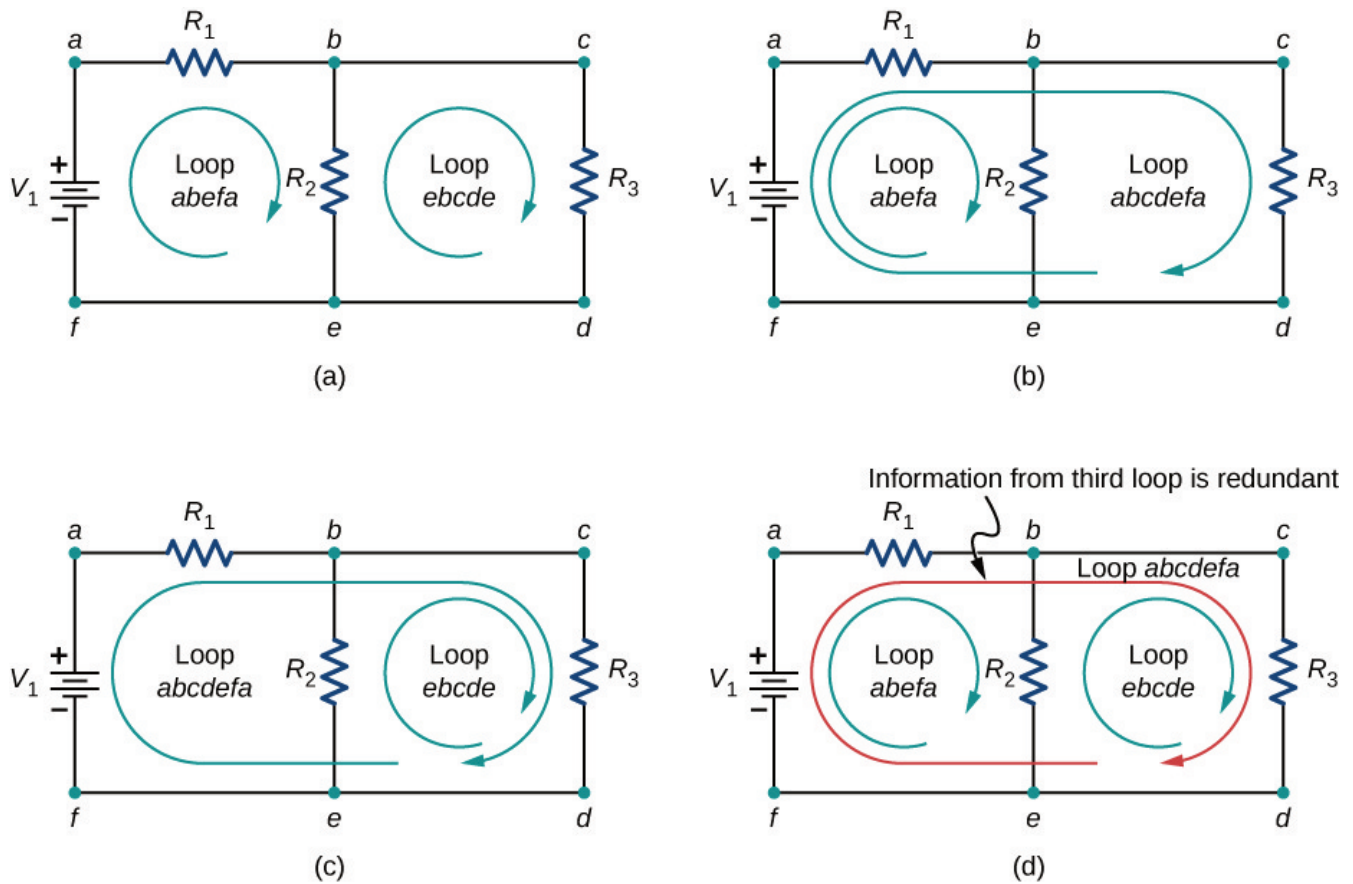 R1
a b c
+
V1
−
Loop
abefa
R2
Loop
ebcde
R3
f e d
(a)
R1
a b c
+
V1
−
Loop
abefa
R2
Loop
abcdefa
R3
f e d
(b)
R1
a b c
+
V1
−
Loop
abcdefa
R2
Loop
ebcde
R3
f e d
(c)
Information from third loop is redundant
R1
a b c
Loop abcdefa
+
V1
−
Loop
abefa
R2
Loop
ebcde
R3
f e d
(d)